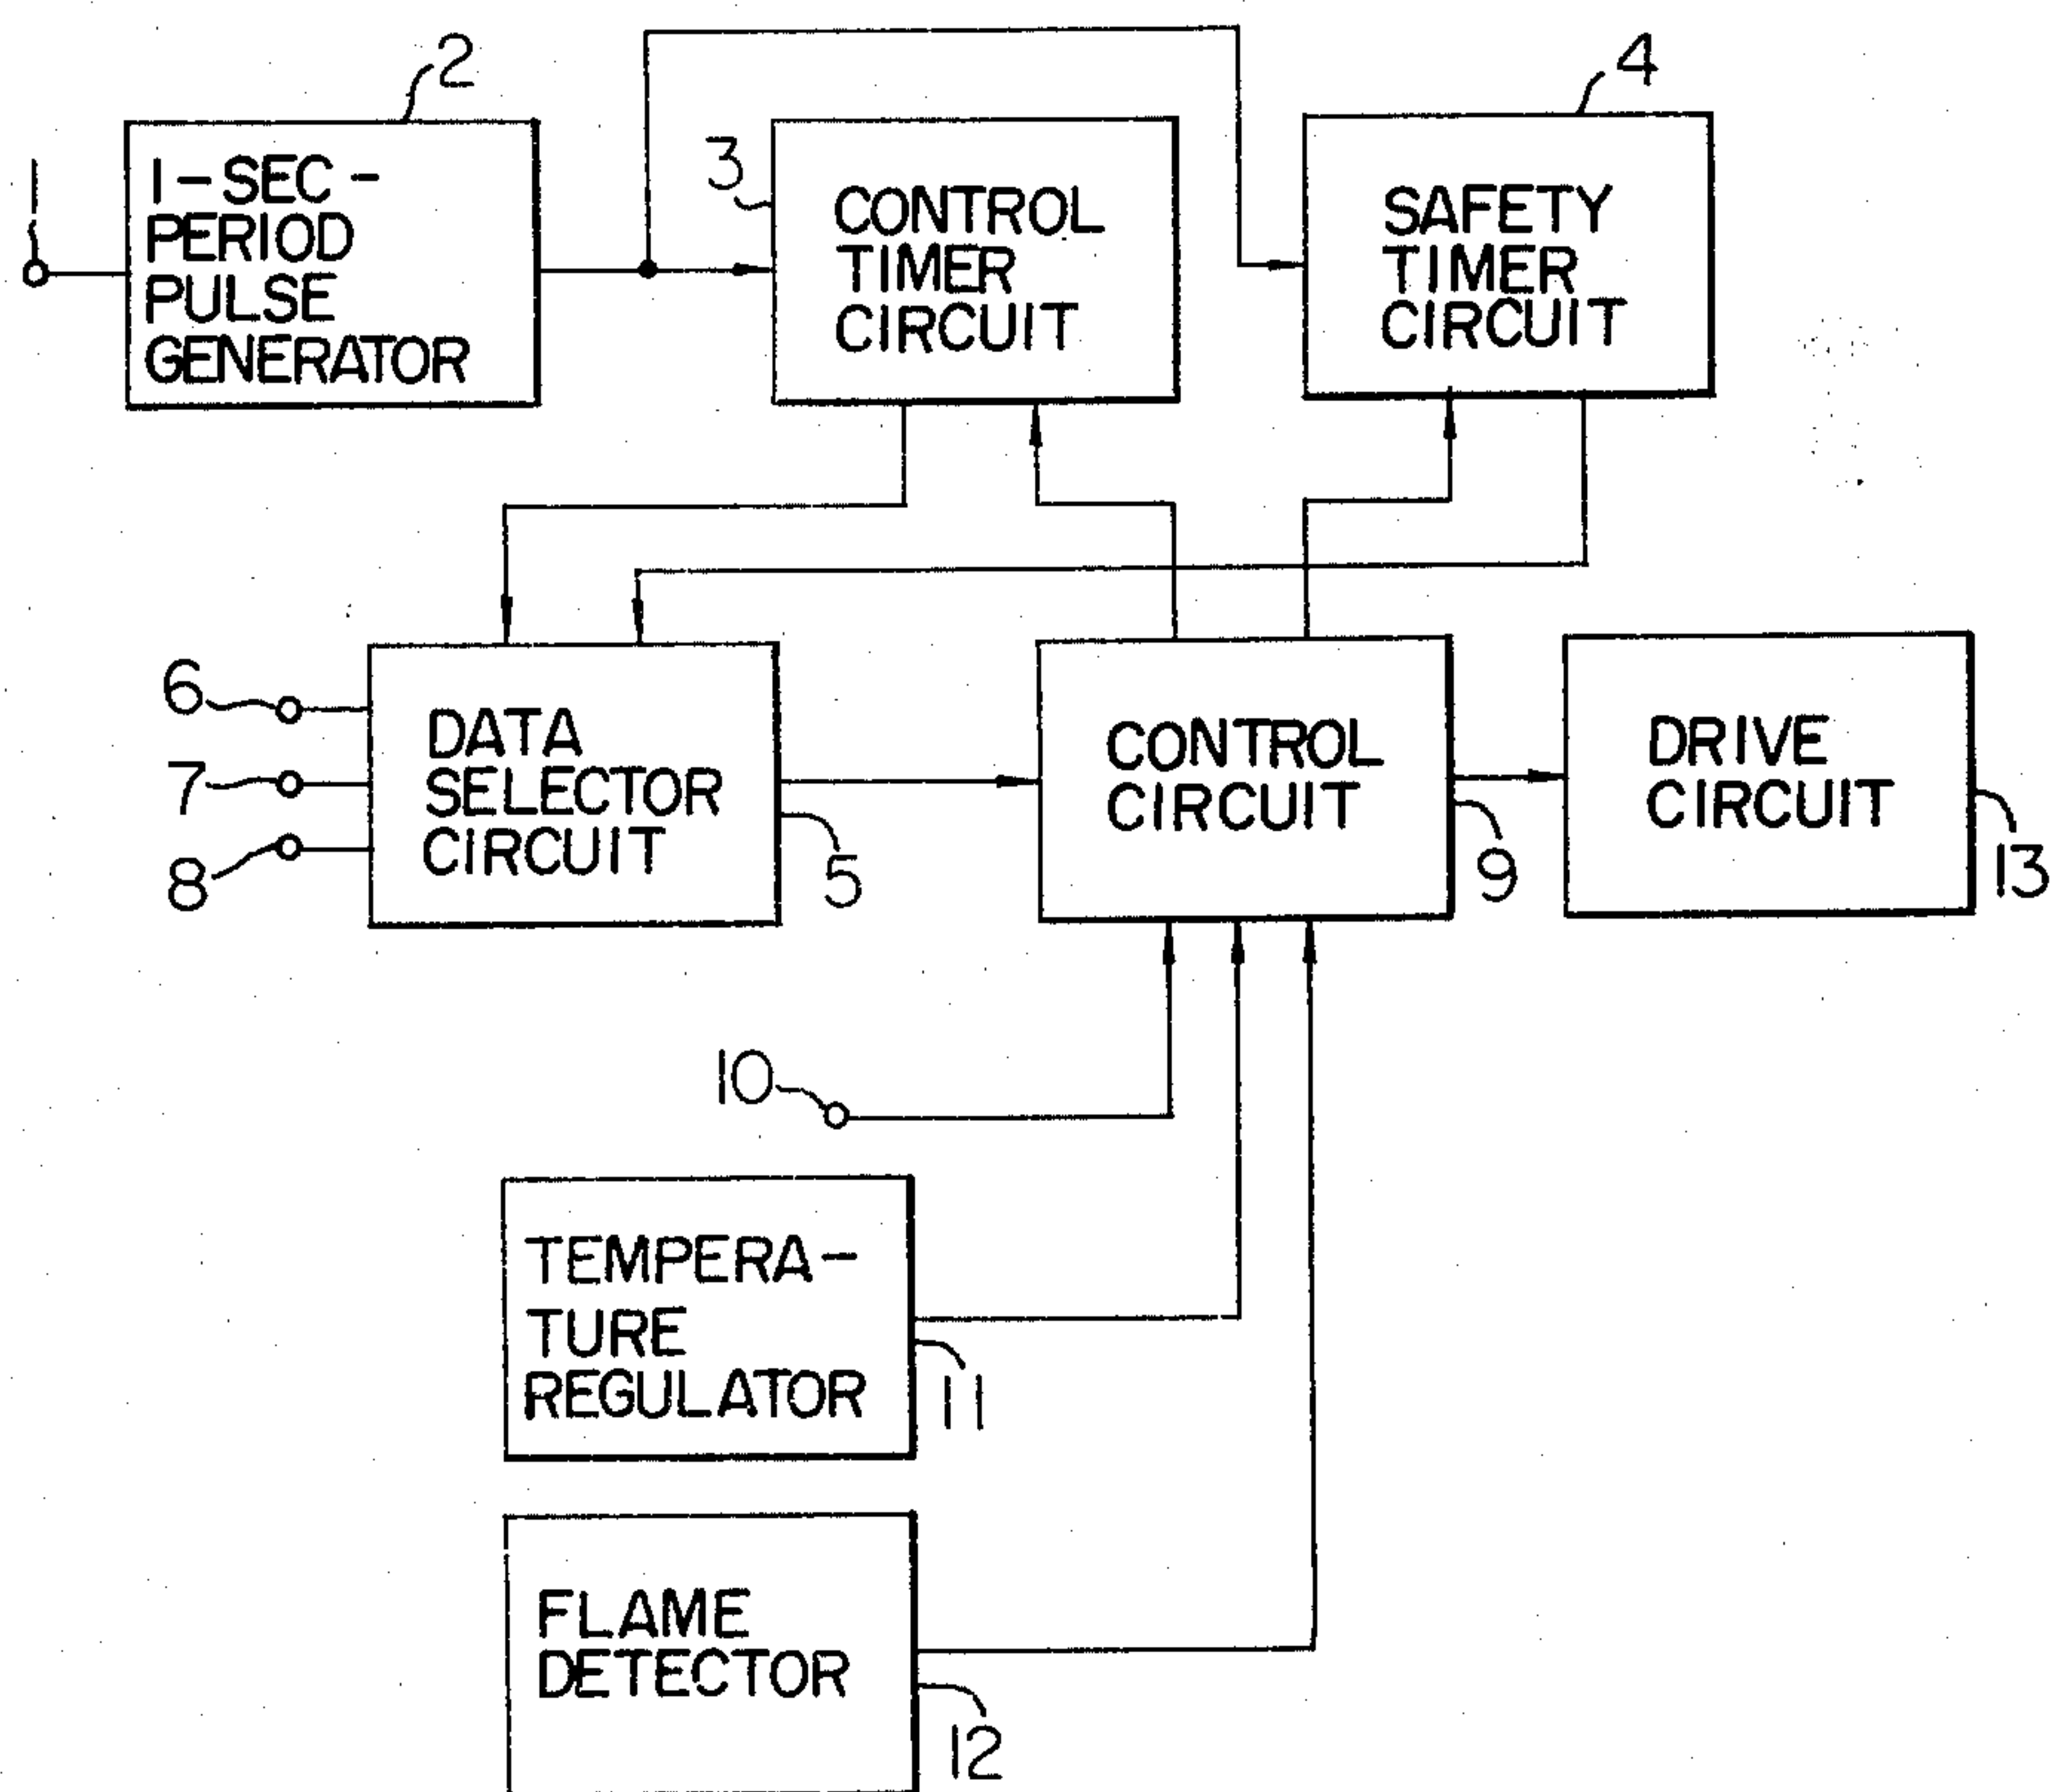 2
4
1
1-SEC-
PERIOD
PULSE
GENERATOR
3
CONTROL
TIMER
CIRCUIT
SAFETY
TIMER
CIRCUIT
6
7
8
DATA
SELECTOR
CIRCUIT
5
CONTROL
CIRCUIT
9
DRIVE
CIRCUIT
13
10
TEMPERA-
TURE
REGULATOR
11
FLAME
DETECTOR
12